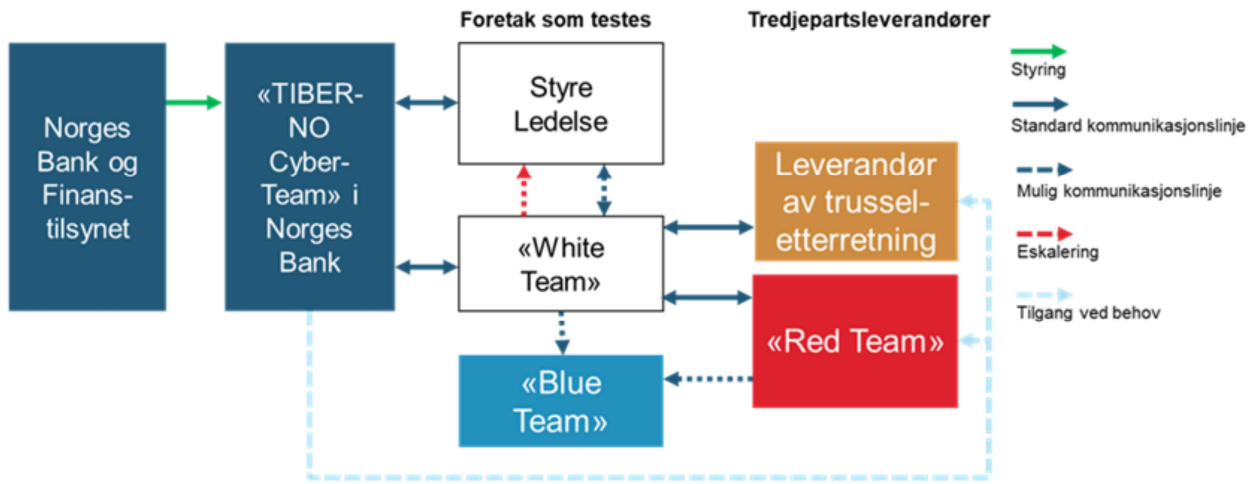 Foretak som testes
Tredjepartsleverandører
Norges
Bank og
Finans-
tilsynet
«TIBER-
NO
Cyber-
Team» i
Norges
Bank
Styre
Ledelse
«White
Team»
«Blue
Team»
Leverandør
av trussel-
etterretning
«Red Team»
Styring
Standard kommunikasjonslinje
Mulig kommunikasjonslinje
Eskalering
Tilgang ved behov